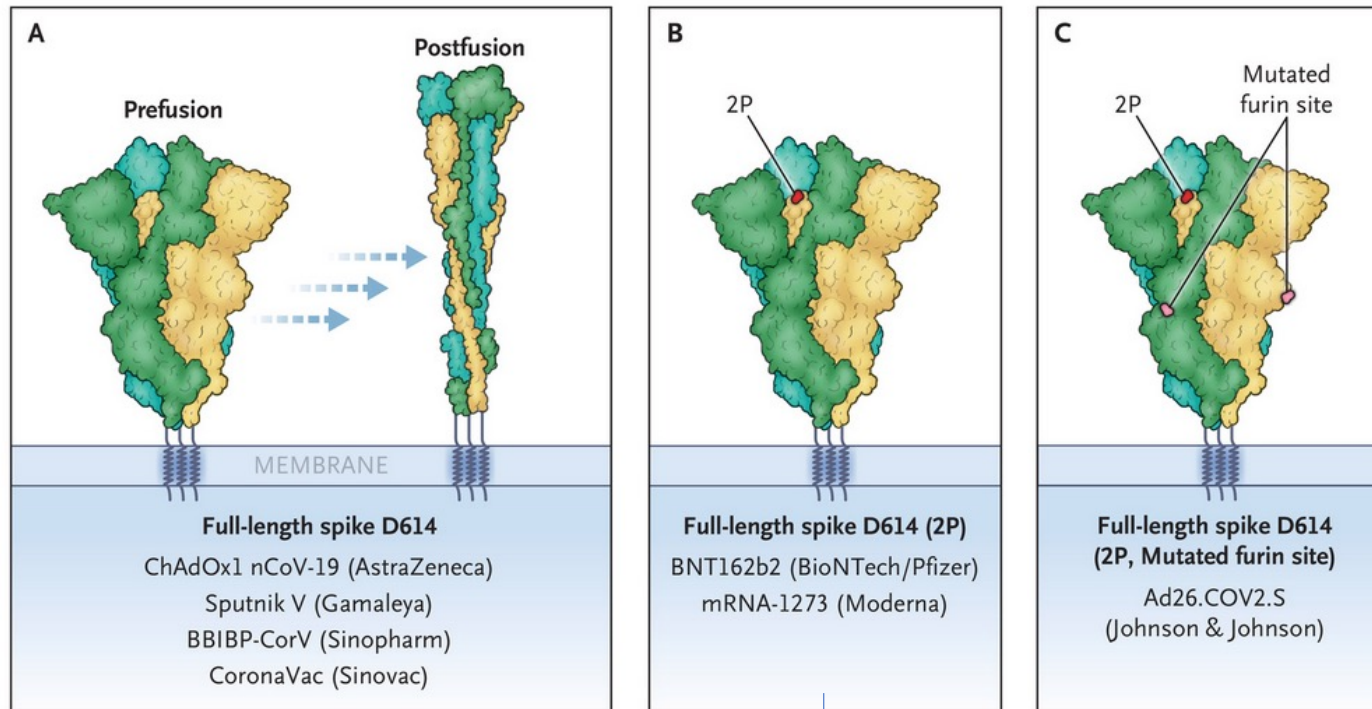 A
Prefusion
Postfusion
MEMBRANE
Full-length spike D614
ChAdOx1 nCoV-19 (AstraZeneca)
Sputnik V (Gamaleya)
BBIBP-CorV (Sinopharm)
CoronaVac (Sinovac)
B
2P
Full-length spike D614 (2P)
BNT162b2 (BioNTech/Pfizer)
mRNA-1273 (Moderna)
C
2P
Mutated
furin site
Full-length spike D614
(2P, Mutated furin site)
Ad26.COV2.S
(Johnson & Johnson)